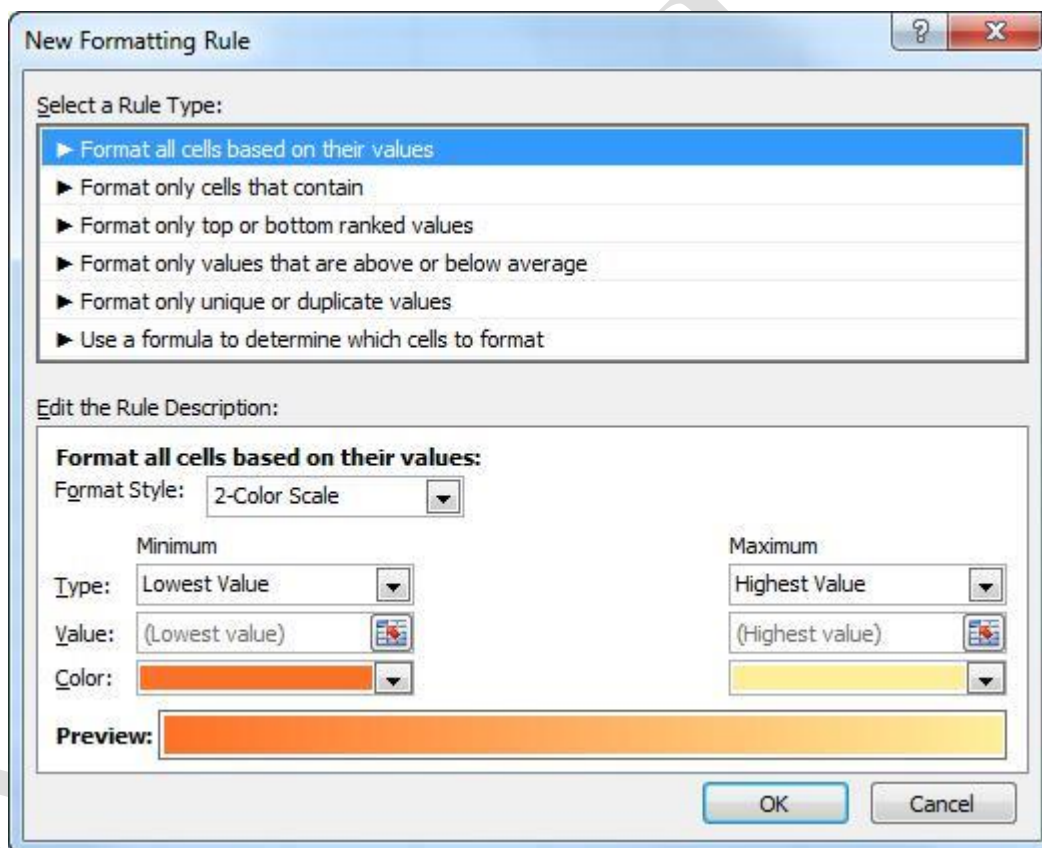 New Formatting Rule
?
X
Select a Rule Type:
► Format all cells based on their values
► Format only cells that contain
► Format only top or bottom ranked values
► Format only values that are above or below average
► Format only unique or duplicate values
► Use a formula to determine which cells to format
Edit the Rule Description:
Format all cells based on their values:
Format Style: 2-Color Scale
Minimum Maximum
Type: Lowest Value Highest Value
Value: (Lowest value) (Highest value)
Color:
Preview:
OK Cancel